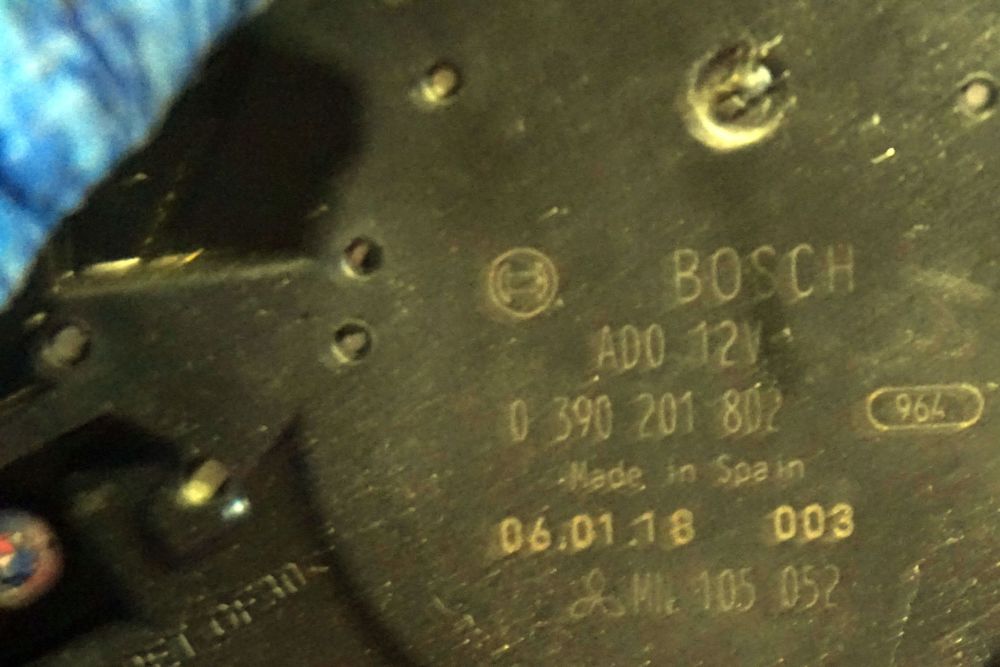 BOSCH
ADO 12V
0 390 201 802
964
Made in Spain
06.01.18 003
105 052